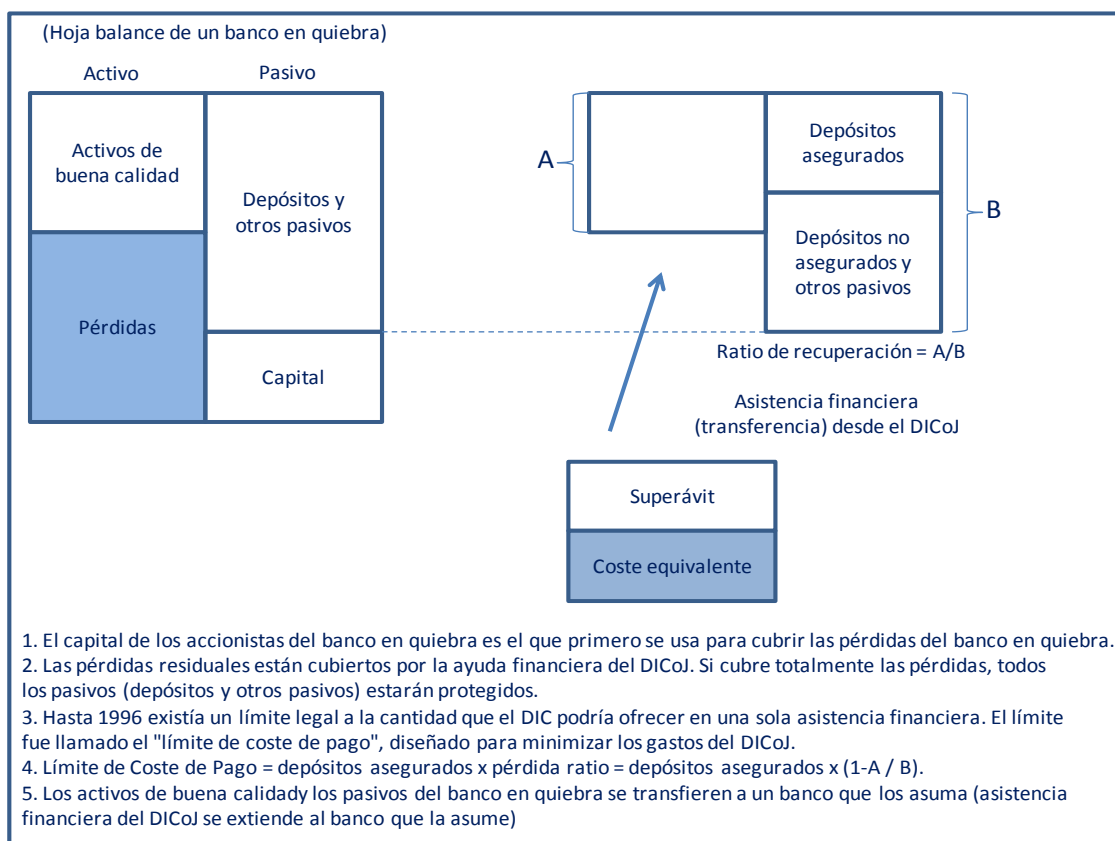 (Hoja balance de un banco en quiebra)
Activo
Pasivo
Activos de
buena calidad
Pérdidas
Depósitos y
otros pasivos
Capital
A
Depósitos
asegurados
Depósitos no
asegurados y
otros pasivos
B
Ratio de recuperación = A/B
Asistencia financiera
(transferencia) desde el DICoJ
Superávit
Coste equivalente
1. El capital de los accionistas del banco en quiebra es el que primero se usa para cubrir las pérdidas del banco en quiebra.
2. Las pérdidas residuales están cubiertos por la ayuda financiera del DICoJ. Si cubre totalmente las pérdidas, todos
los pasivos (depósitos y otros pasivos) estarán protegidos.
3. Hasta 1996 existía un límite legal a la cantidad que el DIC podría ofrecer en una sola asistencia financiera. El límite
fue llamado el "límite de coste de pago", diseñado para minimizar los gastos del DICoJ.
4. Límite de Coste de Pago = depósitos asegurados x pérdida ratio = depósitos asegurados x (1-A / B).
5. Los activos de buena calidady los pasivos del banco en quiebra se transfieren a un banco que los asuma (asistencia
financiera del DICoJ se extiende al banco que la asume)